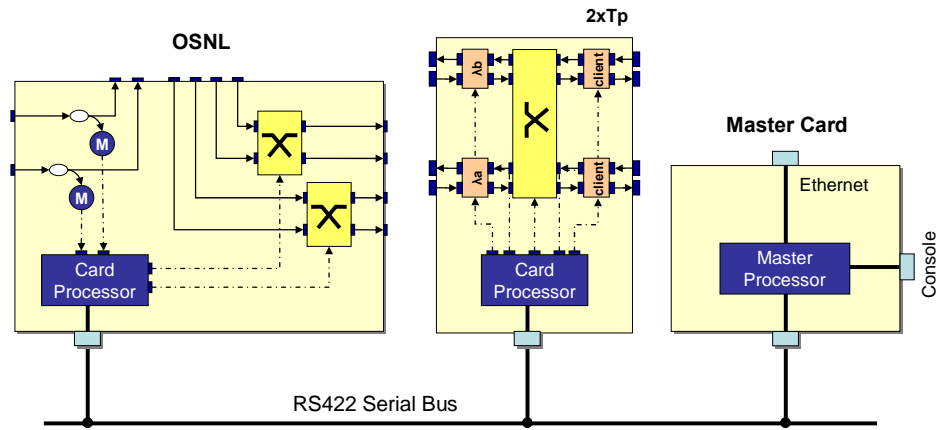 OSNL
M
M
Card
Processor
2xTp
λb
client
λa
client
Card
Processor
Master Card
Ethernet
Master
Processor
Console
RS422 Serial Bus